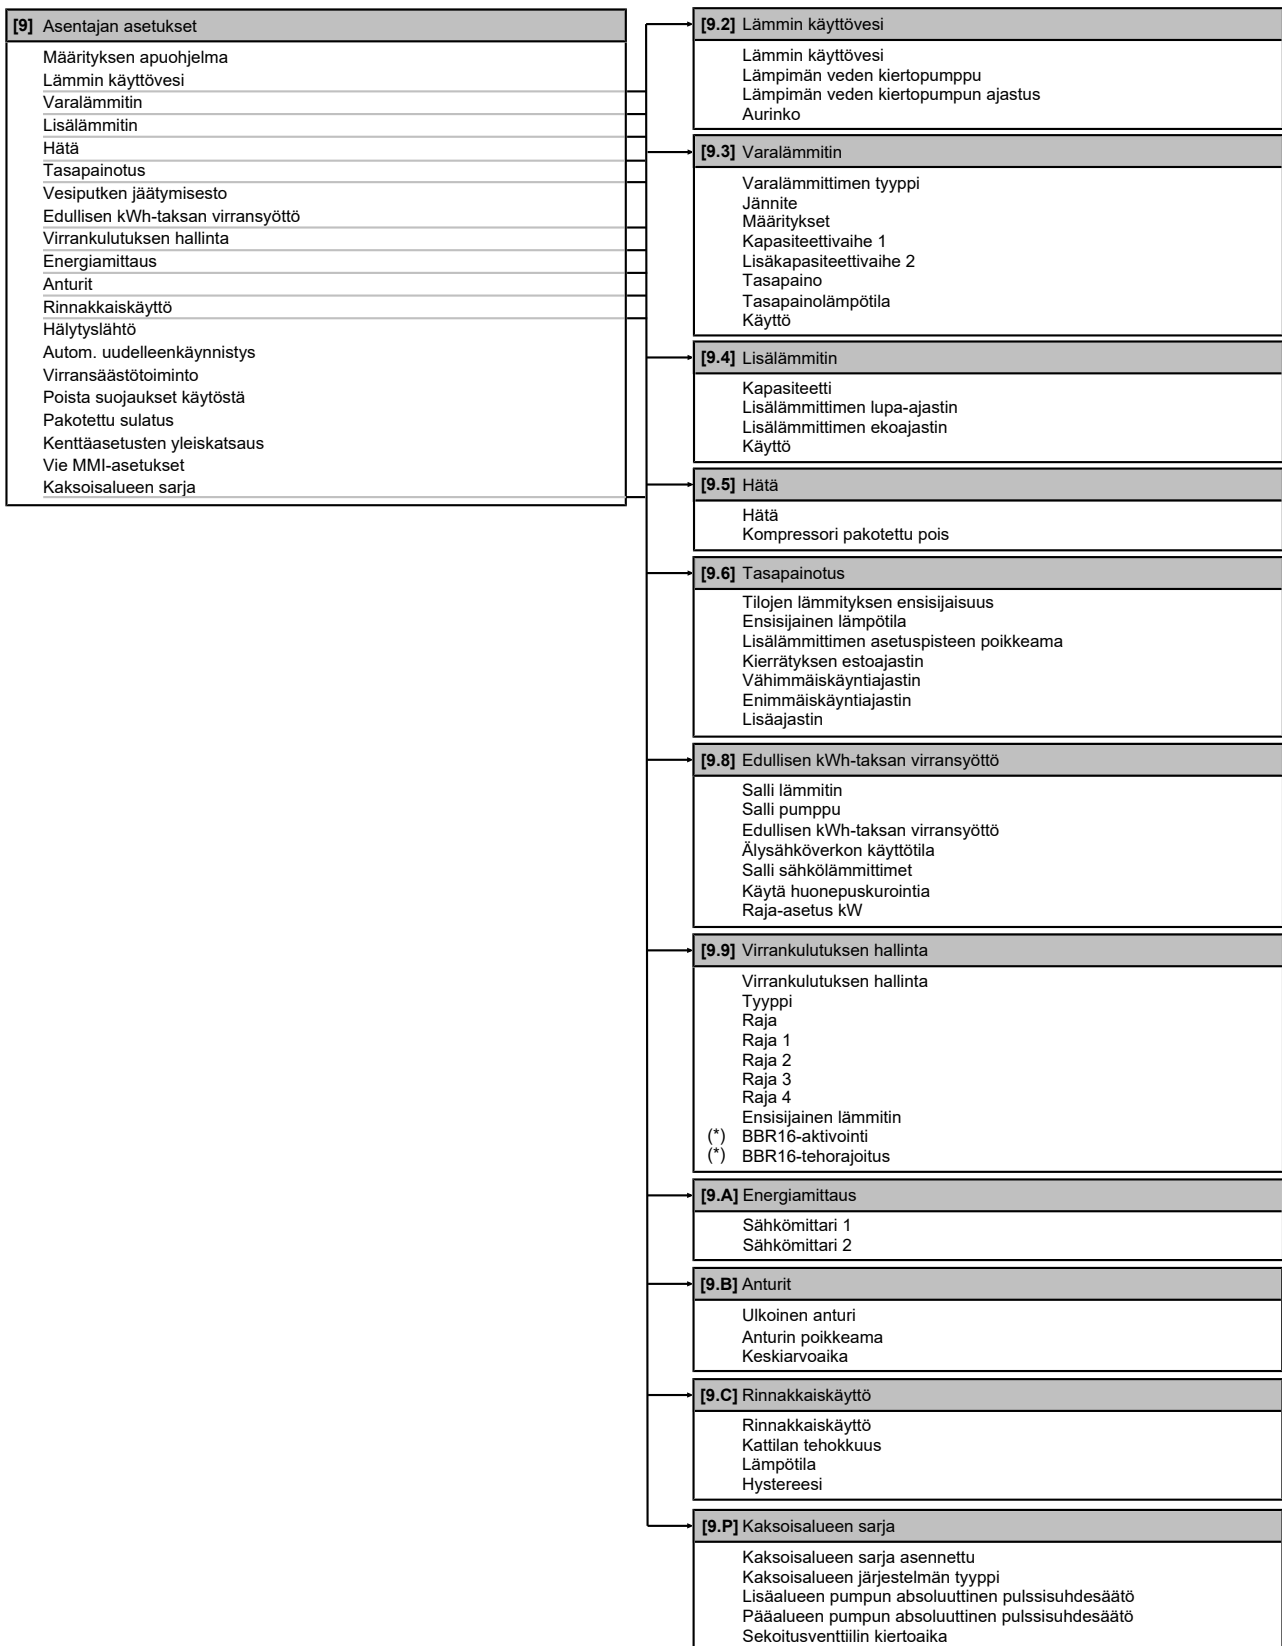 [9] Asentajan asetukset
Määrityksen apuohjelma
Lämmin käyttövesi
Varalämmitin
Lisälämmitin
Hätä
Tasapainotus
Vesiputken jäätymisesto
Edullisen kWh-taksan virransyöttö
Virrankulutuksen hallinta
Energiamittaus
Anturit
Rinnakkaiskäyttö
Hälytyslähtö
Autom. uudelleenkäynnistys
Virransäästötoiminto
Poista suojaukset käytöstä
Pakotettu sulatus
Kenttäasetusten yleiskatsaus
Vie MMI-asetukset
Kaksoisalueen sarja
[9.2] Lämmin käyttövesi
Lämmin käyttövesi
Lämpimän veden kiertopumppu
Lämpimän veden kiertopumpun ajastus
Aurinko
[9.3] Varalämmitin
Varalämmittimen tyyppi
Jännite
Määritykset
Kapasiteettivaihe 1
Lisäkapasiteettivaihe 2
Tasapaino
Tasapainolämpötila
Käyttö
[9.4] Lisälämmitin
Kapasiteetti
Lisälämmittimen lupa-ajastin
Lisälämmittimen ekoajastin
Käyttö
[9.5] Hätä
Hätä
Kompressori pakotettu pois
[9.6] Tasapainotus
Tilojen lämmityksen ensisijaisuus
Ensisijainen lämpötila
Lisälämmittimen asetuspisteen poikkeama
Kierrätyksen estoajastin
Vähimmäiskäyntiajastin
Enimmäiskäyntiajastin
Lisäajastin
[9.8] Edullisen kWh-taksan virransyöttö
Salli lämmitin
Salli pumppu
Edullisen kWh-taksan virransyöttö
Älysähköverkon käyttötila
Salli sähkölämmittimet
Käytä huonepuskurointia
Raja-asetus kW
[9.9] Virrankulutuksen hallinta
Virrankulutuksen hallinta
Tyyppi
Raja
Raja 1
Raja 2
Raja 3
Raja 4
Ensisijainen lämmitin
(*) BBR16-aktivointi
(*) BBR16-tehorajoitus
[9.A] Energiamittaus
Sähkömittari 1
Sähkömittari 2
[9.B] Anturit
Ulkoinen anturi
Anturin poikkeama
Keskiarvoaika
[9.C] Rinnakkaiskäyttö
Rinnakkaiskäyttö
Kattilan tehokkuus
Lämpötila
Hystereesi
[9.P] Kaksoisalueen sarja
Kaksoisalueen sarja asennettu
Kaksoisalueen järjestelmän tyyppi
Lisäalueen pumpun absoluuttinen pulssisuhdesäätö
Pääalueen pumpun absoluuttinen pulssisuhdesäätö
Sekoitusventtiilin kiertoaika